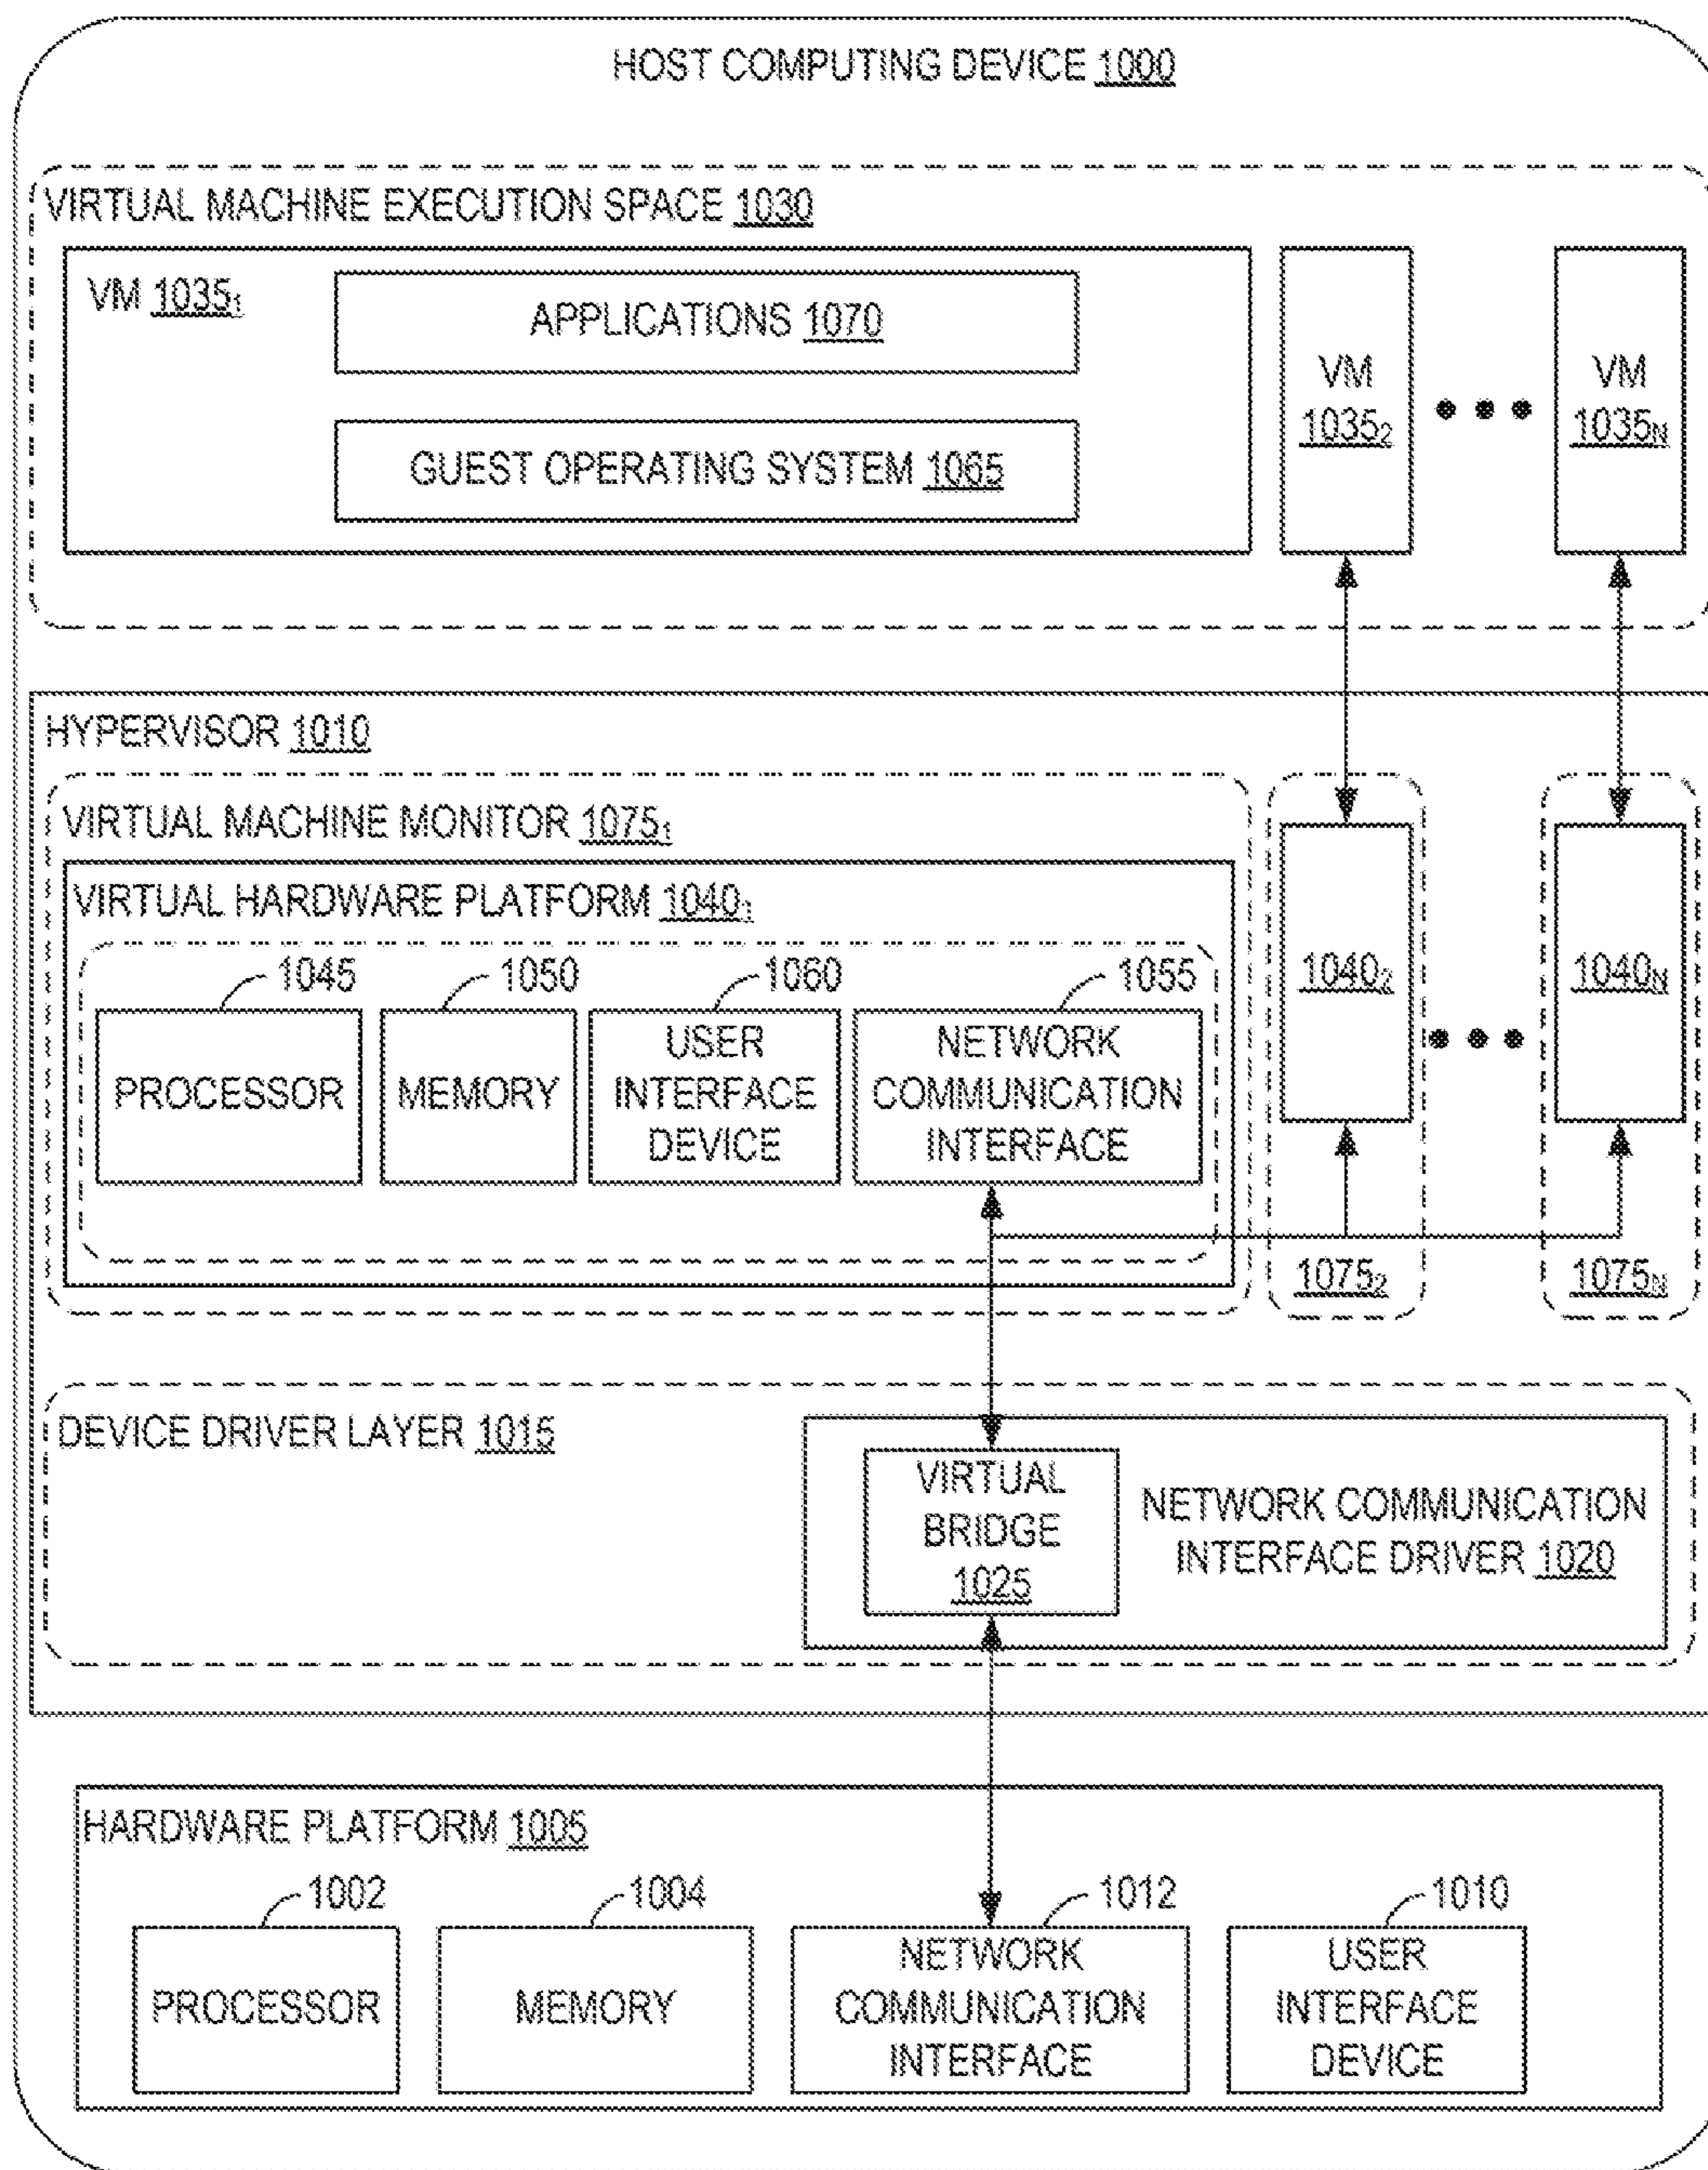 HOST COMPUTING DEVICE 1000
VIRTUAL MACHINE EXECUTION SPACE 1030
VM 1035₁
APPLICATIONS 1070
GUEST OPERATING SYSTEM 1065
VM
1035₂
VM
1035N
HYPERVISOR 1010
VIRTUAL MACHINE MONITOR 1075₁
VIRTUAL HARDWARE PLATFORM 1040₁
1045
PROCESSOR
1050
MEMORY
1060
USER
INTERFACE
DEVICE
1055
NETWORK
COMMUNICATION
INTERFACE
1040₂
1040N
1075₂
1075N
DEVICE DRIVER LAYER 1015
VIRTUAL
BRIDGE
1025
NETWORK COMMUNICATION
INTERFACE DRIVER 1020
HARDWARE PLATFORM 1005
1002
PROCESSOR
1004
MEMORY
1012
NETWORK
COMMUNICATION
INTERFACE
1010
USER
INTERFACE
DEVICE